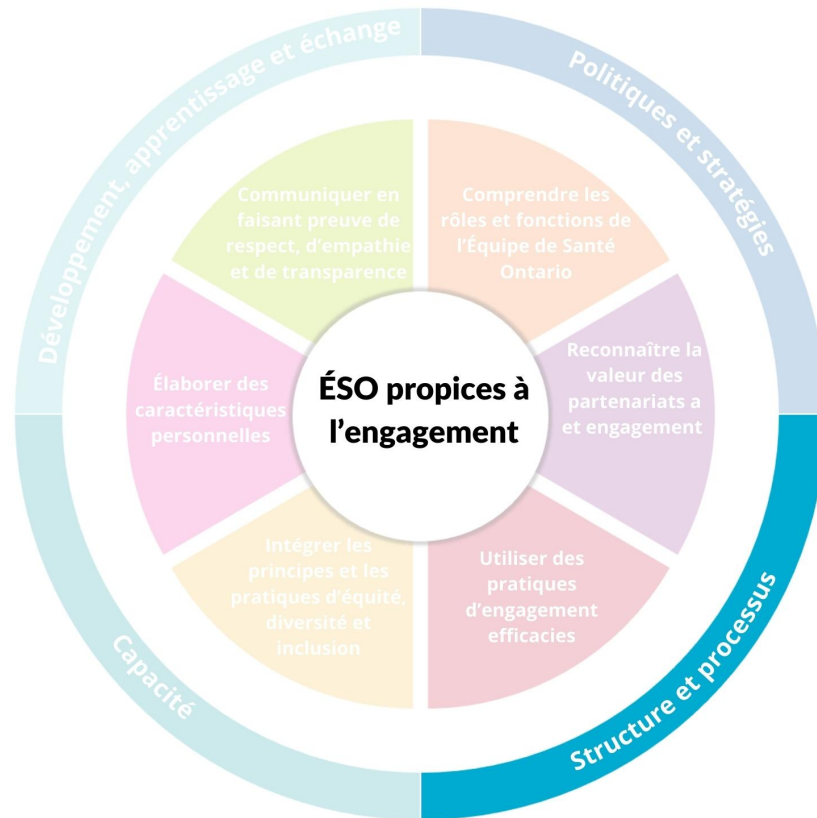 Développement, apprentissage et échange
Politiques et stratégies
Communiquer en
faisant preuve de
respect, d'empathie
et de transparence
Comprendre les
rôles et fonctions de
l'Équipe de Santé
Ontario
Élaborer des
caractéristiques
personnelles
ÉSO propices à
l'engagement
Reconnaître la
valeur des
partenariats a
et engagement
Intégrer les
principes et les
pratiques d'équité,
diversité et
inclusion
Utiliser des
pratiques
d'engagement
efficacies
Capacité
Structure et processus